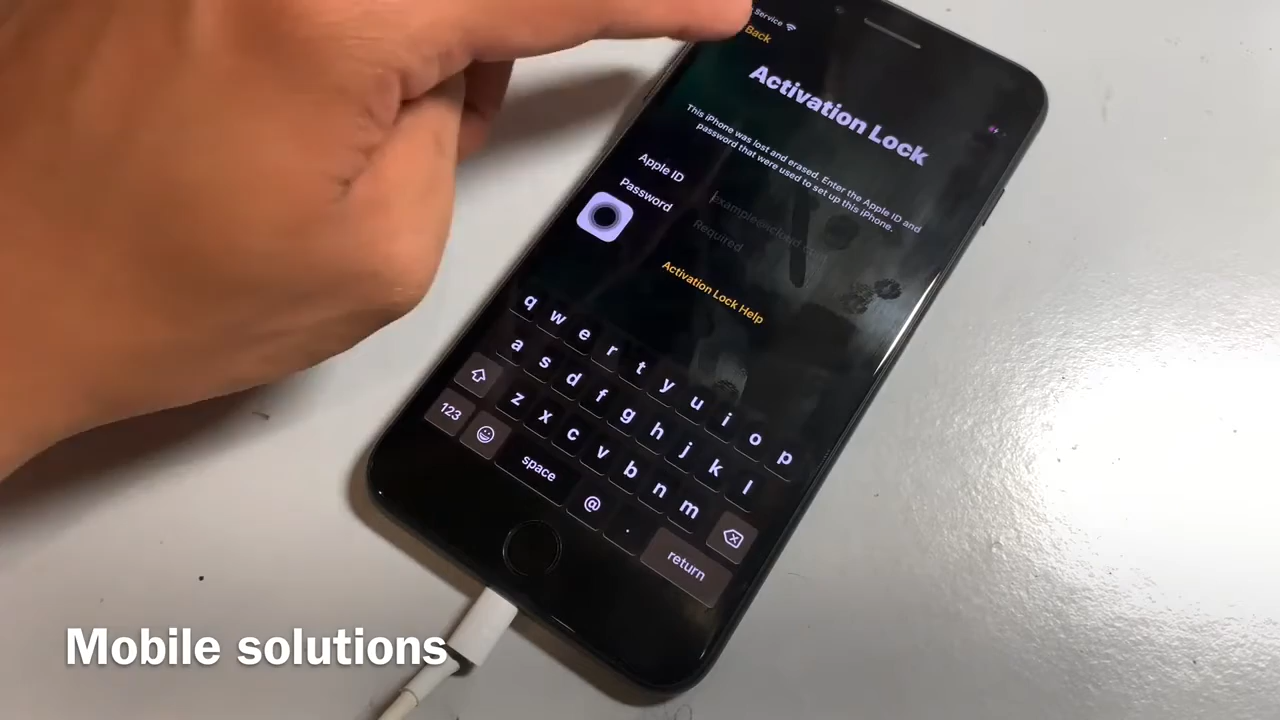 Service
Back
Activation Lock
This iPhone was lost and erased. Enter the Apple ID and
password that were used to set up this iPhone.
Apple ID
Password
Required
Activation Lock Help
q w e r t y u i o p
a s d f g h j k l
z x c v b n m
123
space
@ .
return
Mobile solutions